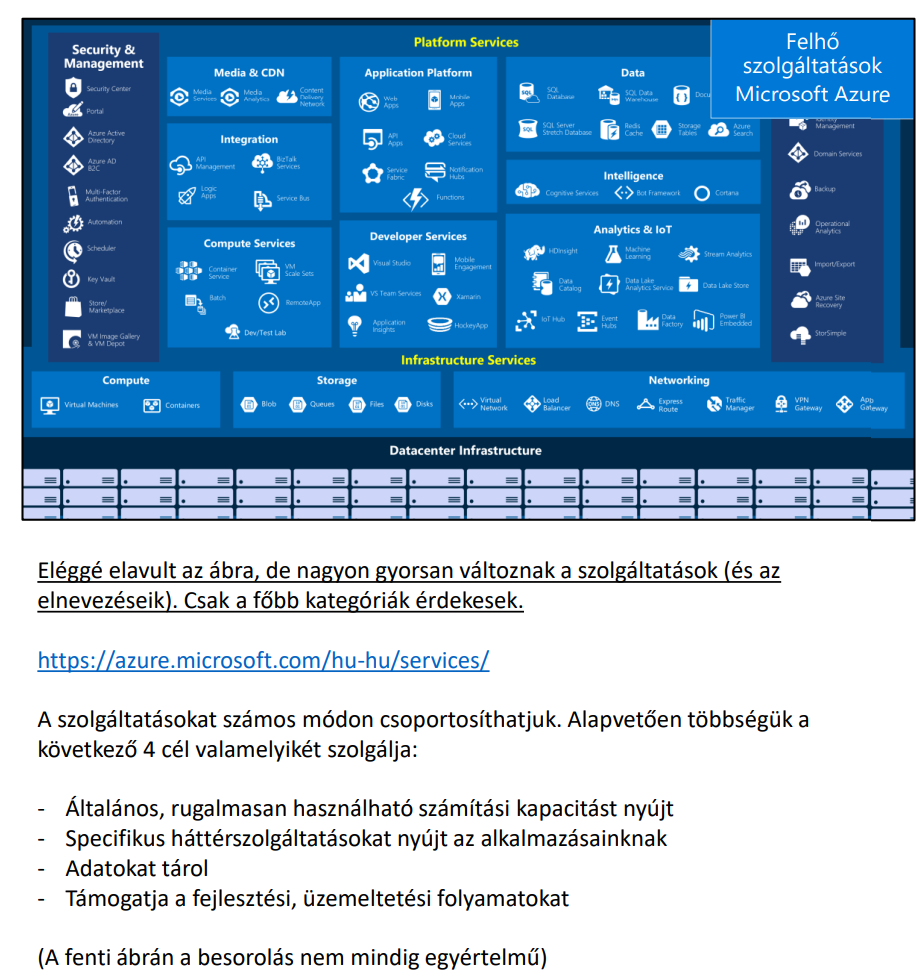 Felhő
szolgáltatások
Microsoft Azure
Security &
Management
Security Center
Portal
Azure Active
Directory
Azure AD
B2C
Multi-Factor
Authentication
Automation
Scheduler
Key Vault
Store/
Marketplace
VM Image Gallery
& VM Depot
Platform Services
Media & CDN
Media
Services
Media
Analytics
Content
Delivery
Network
Integration
API
Management
BizTalk
Services
Logic
Apps
Service Bus
Compute Services
Container
Service
VM
Scale Sets
Batch
RemoteApp
Dev/Test Lab
Application Platform
Web
Apps
Mobile
Apps
API
Apps
Cloud
Services
Service
Fabric
Notification
Hubs
Functions
Developer Services
Visual Studio
Mobile
Engagement
VS Team Services
Xamarin
Application
Insights
HockeyApp
Data
SQL
Database
SQL Data
Warehouse
Docu
SQL Server
Stretch Database
Redis
Cache
Storage
Tables
Azure
Search
Intelligence
Cognitive Services
Bot Framework
Cortana
Analytics & IoT
HDInsight
Machine
Learning
Stream Analytics
Data
Catalog
Data Lake
Analytics Service
Data Lake Store
IoT Hub
Event
Hubs
Data
Factory
Power BI
Embedded
Management
Domain Services
Backup
Operational
Analytics
Import/Export
Azure Site
Recovery
StorSimple
Infrastructure Services
Compute
Virtual Machines
Containers
Storage
Blob
Queues
Files
Disks
Networking
Virtual
Network
Load
Balancer
DNS
Express
Route
Traffic
Manager
VPN
Gateway
App
Gateway
Datacenter Infrastructure
Eléggé elavult az ábra, de nagyon gyorsan változnak a szolgáltatások (és az
elnevezéseik). Csak a főbb kategóriák érdekesek.
https://azure.microsoft.com/hu-hu/services/
A szolgáltatásokat számos módon csoportosíthatjuk. Alapvetően többségük a
következő 4 cél valamelyikét szolgálja:
- Általános, rugalmasan használható számítási kapacitást nyújt
- Specifikus háttérszolgáltatásokat nyújt az alkalmazásainknak
- Adatokat tárol
- Támogatja a fejlesztési, üzemeltetési folyamatokat
(A fenti ábrán a besorolás nem mindig egyértelmű)